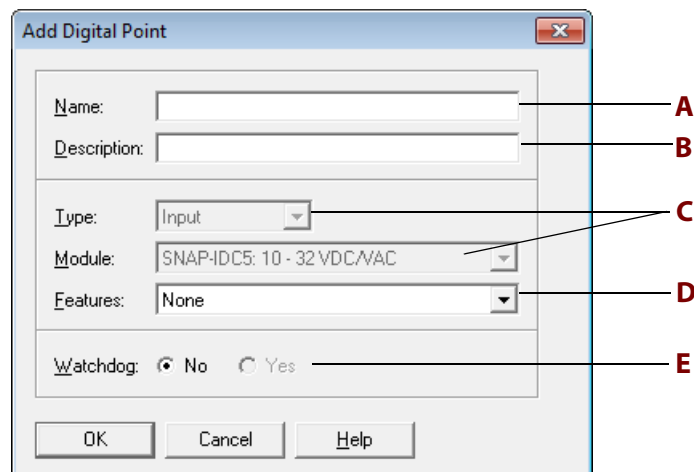 Add Digital Point
Name: A
Description: B
Type: Input C
Module: SNAP-IDC5: 10 - 32 VDC/VAC
Features: None D
Watchdog: No Yes E
OK Cancel Help